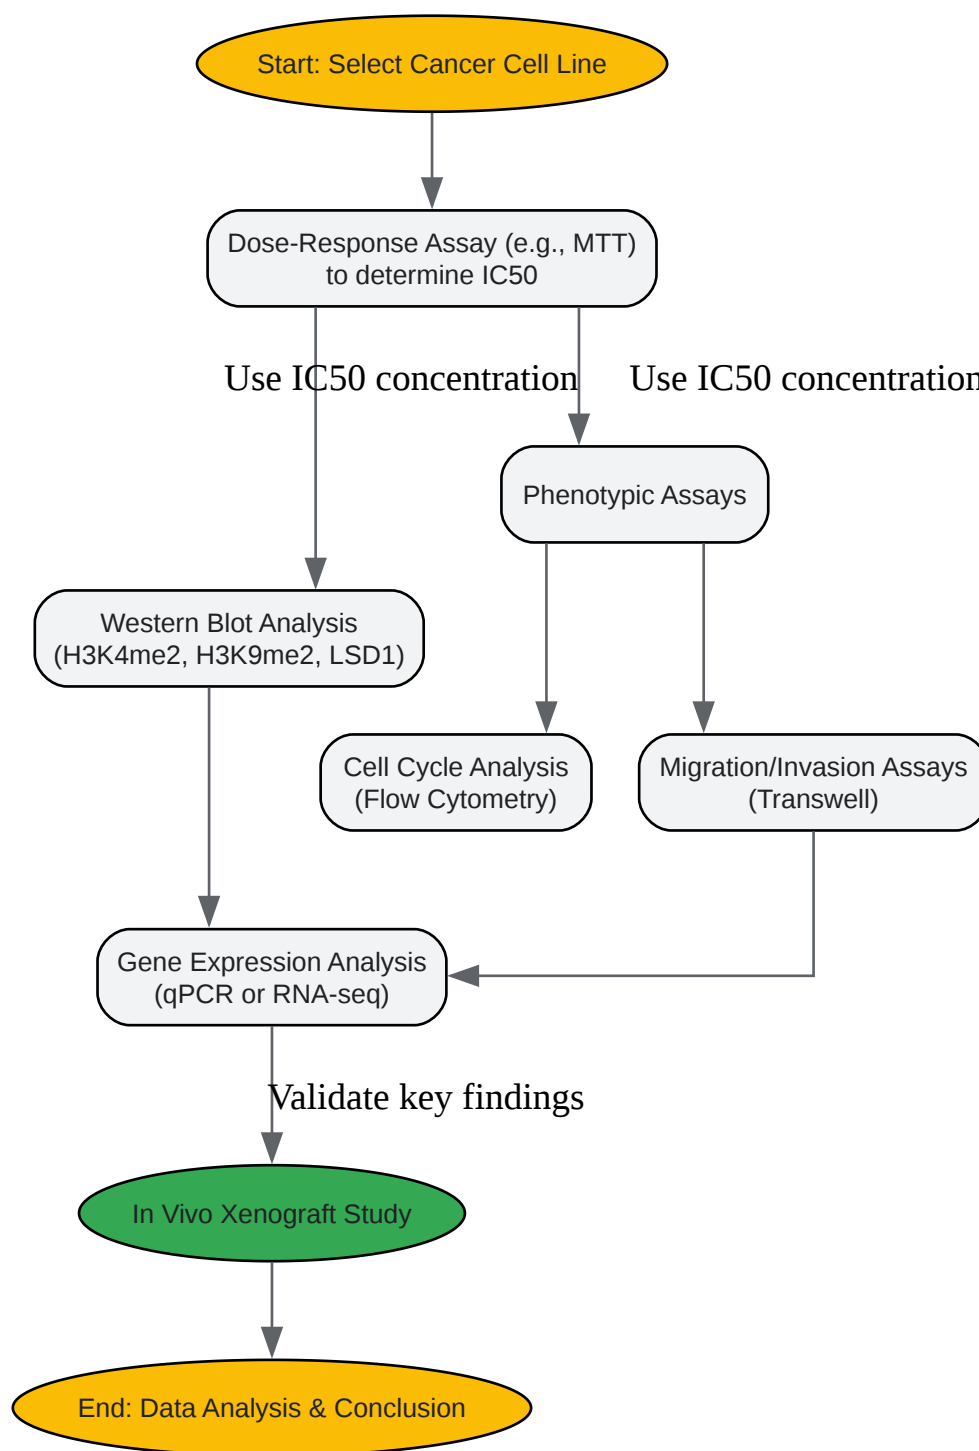 Start: Select Cancer Cell Line
Dose-Response Assay (e.g., MTT)
to determine IC50
Use IC50 concentration
Use IC50 concentration
Phenotypic Assays
Western Blot Analysis
(H3K4me2, H3K9me2, LSD1)
Cell Cycle Analysis
(Flow Cytometry)
Migration/Invasion Assays
(Transwell)
Gene Expression Analysis
(qPCR or RNA-seq)
Validate key findings
In Vivo Xenograft Study
End: Data Analysis & Conclusion